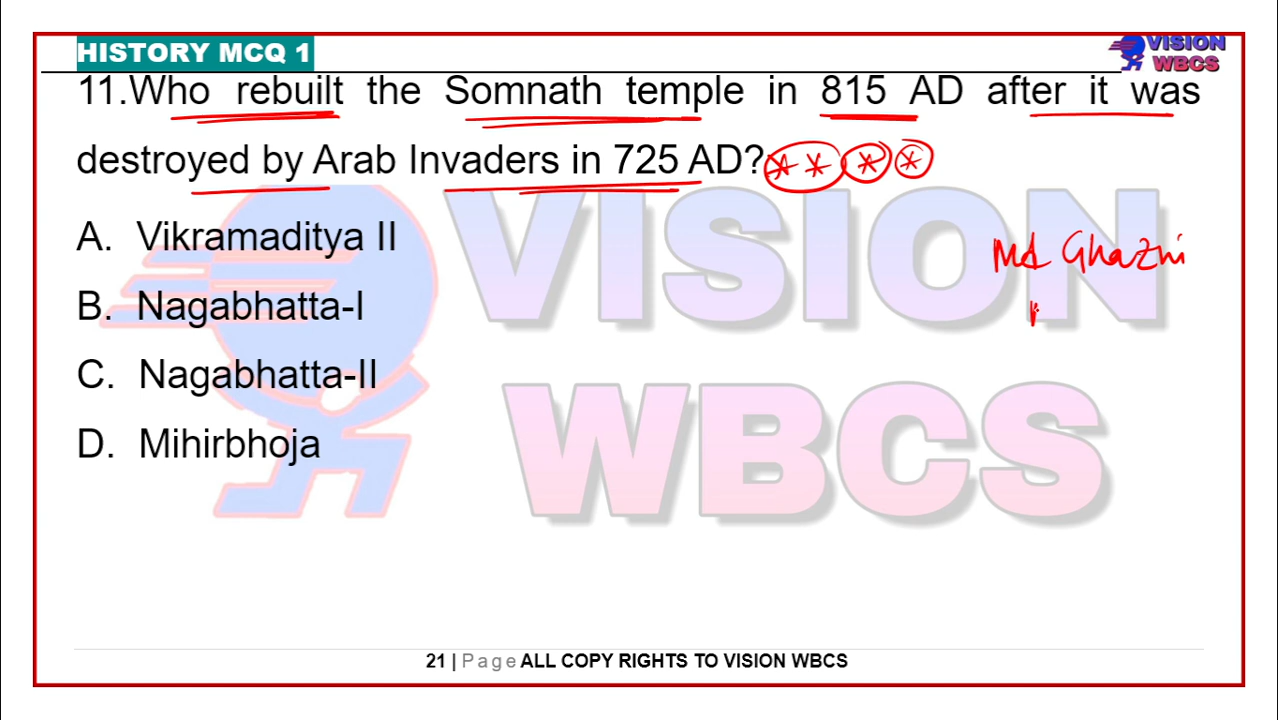 HISTORY MCQ 1
VISION
WBCS
11.Who rebuilt the Somnath temple in 815 AD after it was
destroyed by Arab Invaders in 725 AD?
Md Ghazni
A. Vikramaditya II
B. Nagabhatta-I
C. Nagabhatta-II
D. Mihirbhoja
VISION
WBCS
21 | Page ALL COPY RIGHTS TO VISION WBCS